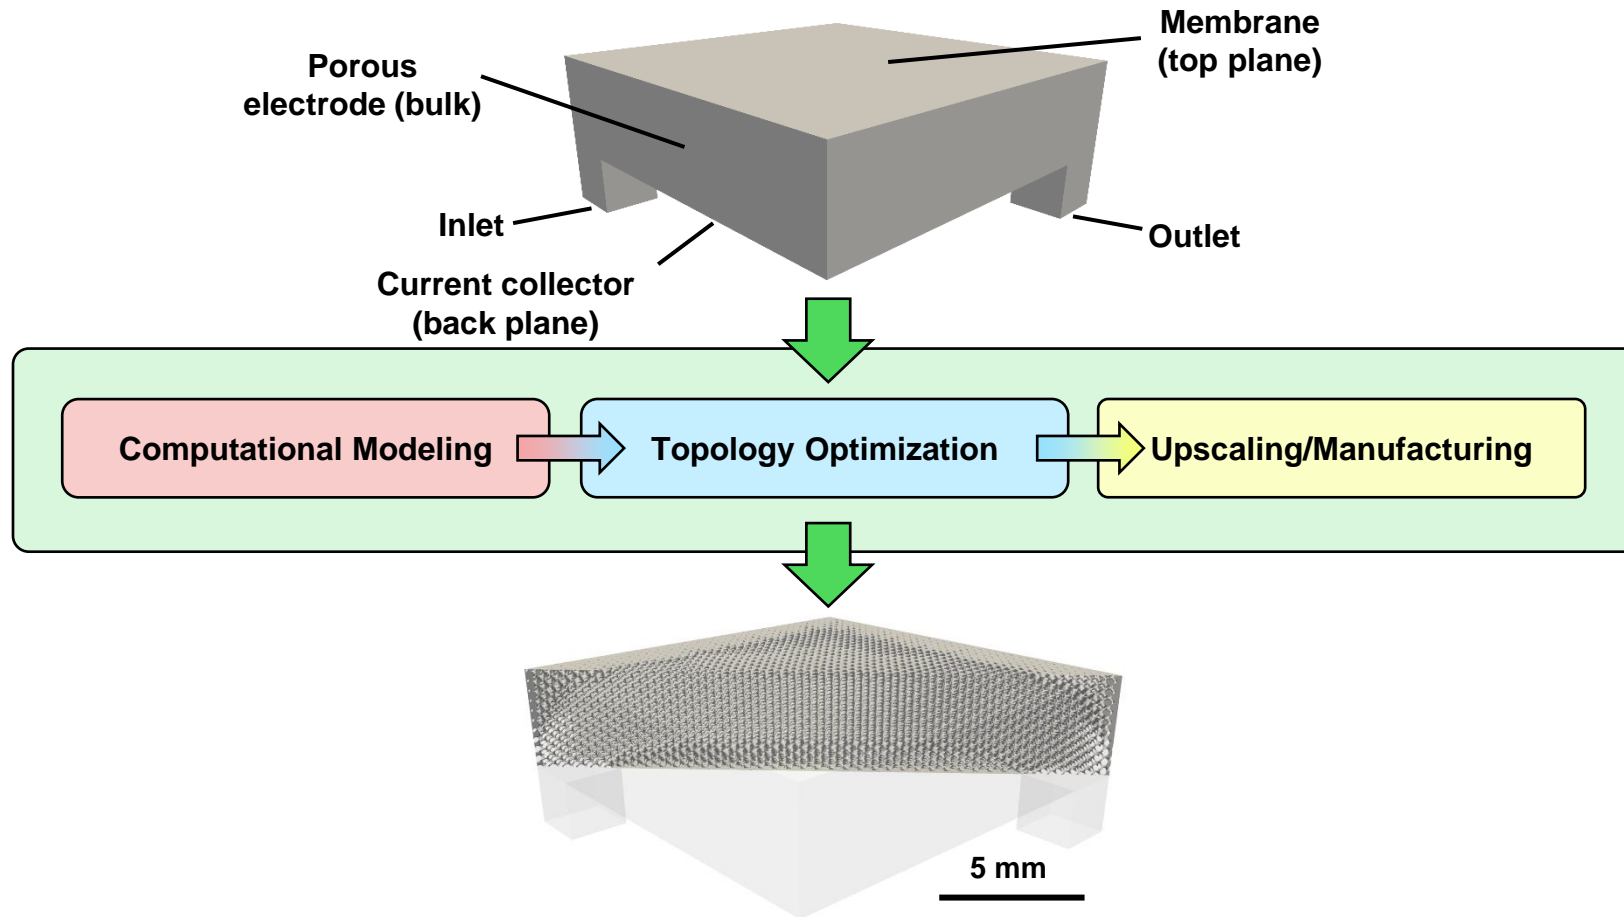 Membrane
(top plane)
Porous
electrode (bulk)
Inlet
Outlet
Current collector
(back plane)
Computational Modeling
Topology Optimization
Upscaling/Manufacturing
5 mm